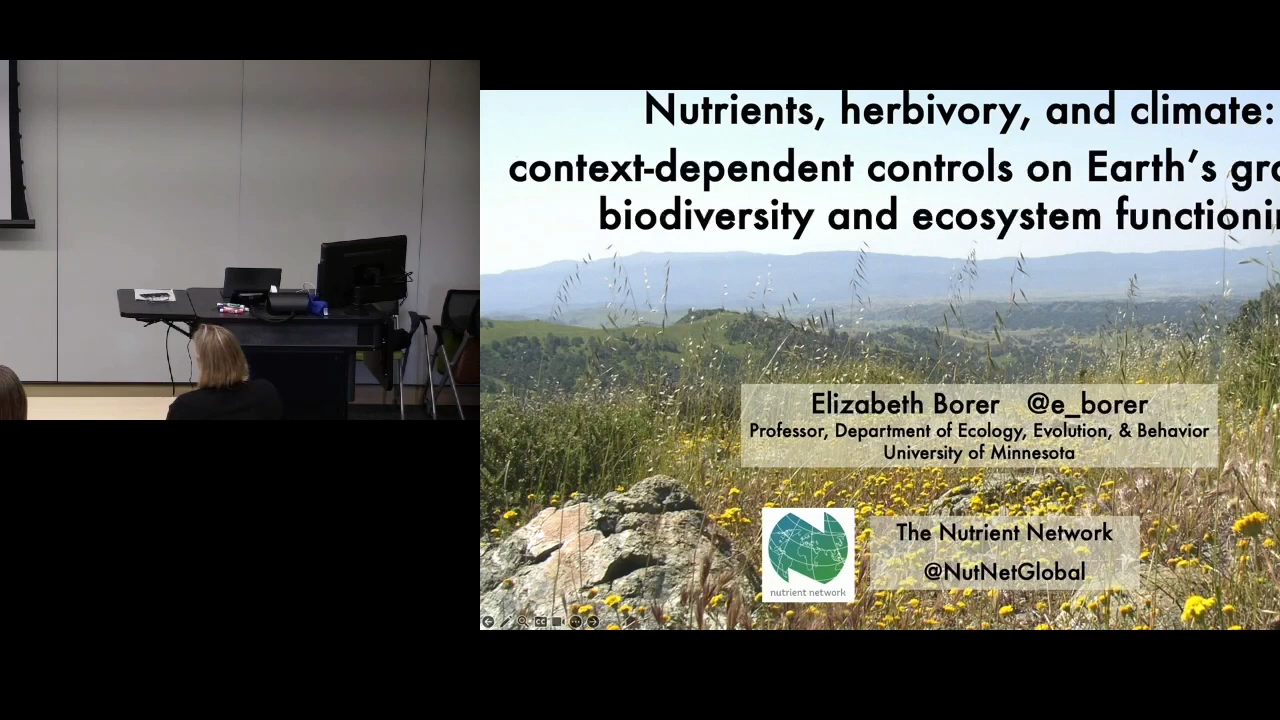 Nutrients, herbivory, and climate:
context-dependent controls on Earth's
biodiversity and ecosystem
Elizabeth Borer @e_borer
Professor, Department of Ecology, Evolution, & Behavior
University of Minnesota
The Nutrient Network
@NutNetGlobal
nutrient network
CC